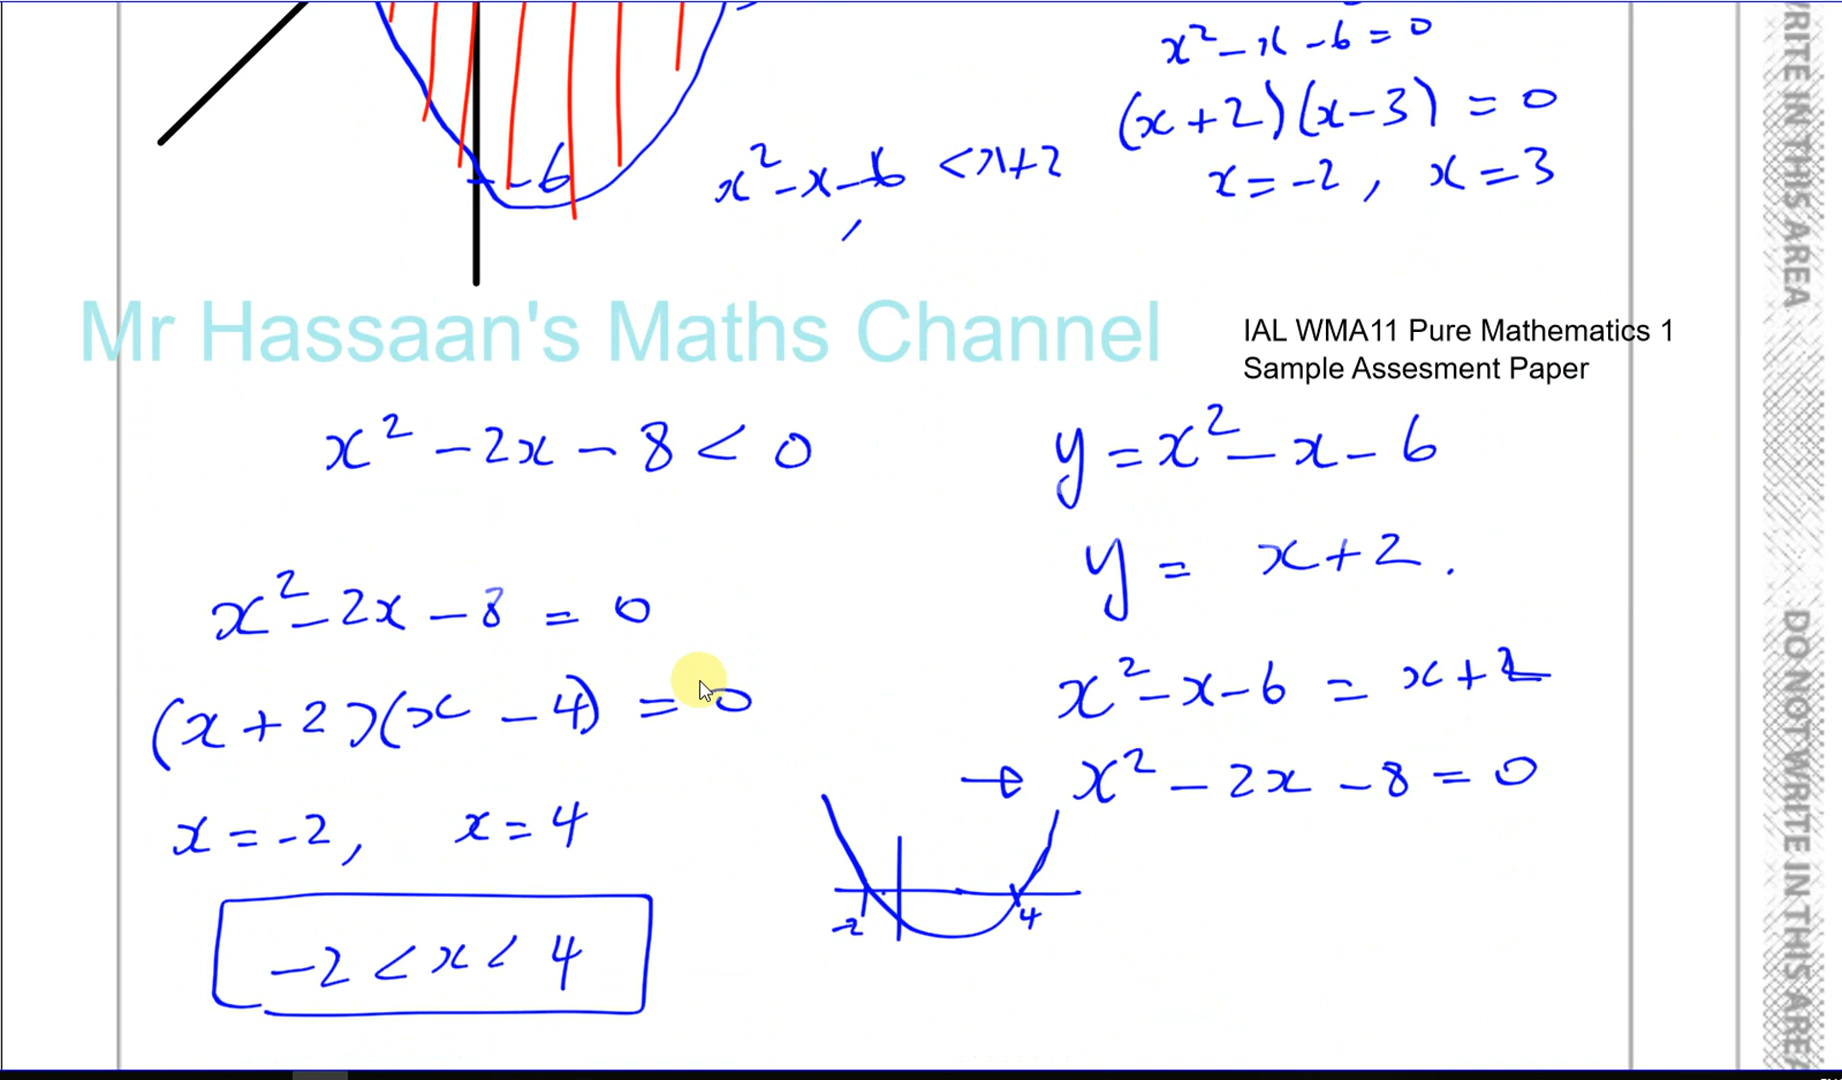 x² - x - 6 = 0
(x + 2)(x - 3) = 0
x = -2 , x = 3
-6
x² - x - 6 < x + 2
Mr Hassaan's Maths Channel
IAL WMA11 Pure Mathematics 1
Sample Assesment Paper
x² - 2x - 8 < 0
y = x² - x - 6
y = x + 2 .
x² - 2x - 8 = 0
x² - x - 6 = x + 2
(x + 2)(x - 4) = 0
→ x² - 2x - 8 = 0
x = -2 , x = 4
-2 4
-2 < x < 4
WRITE IN THIS AREA
DO NOT WRITE IN THIS AREA